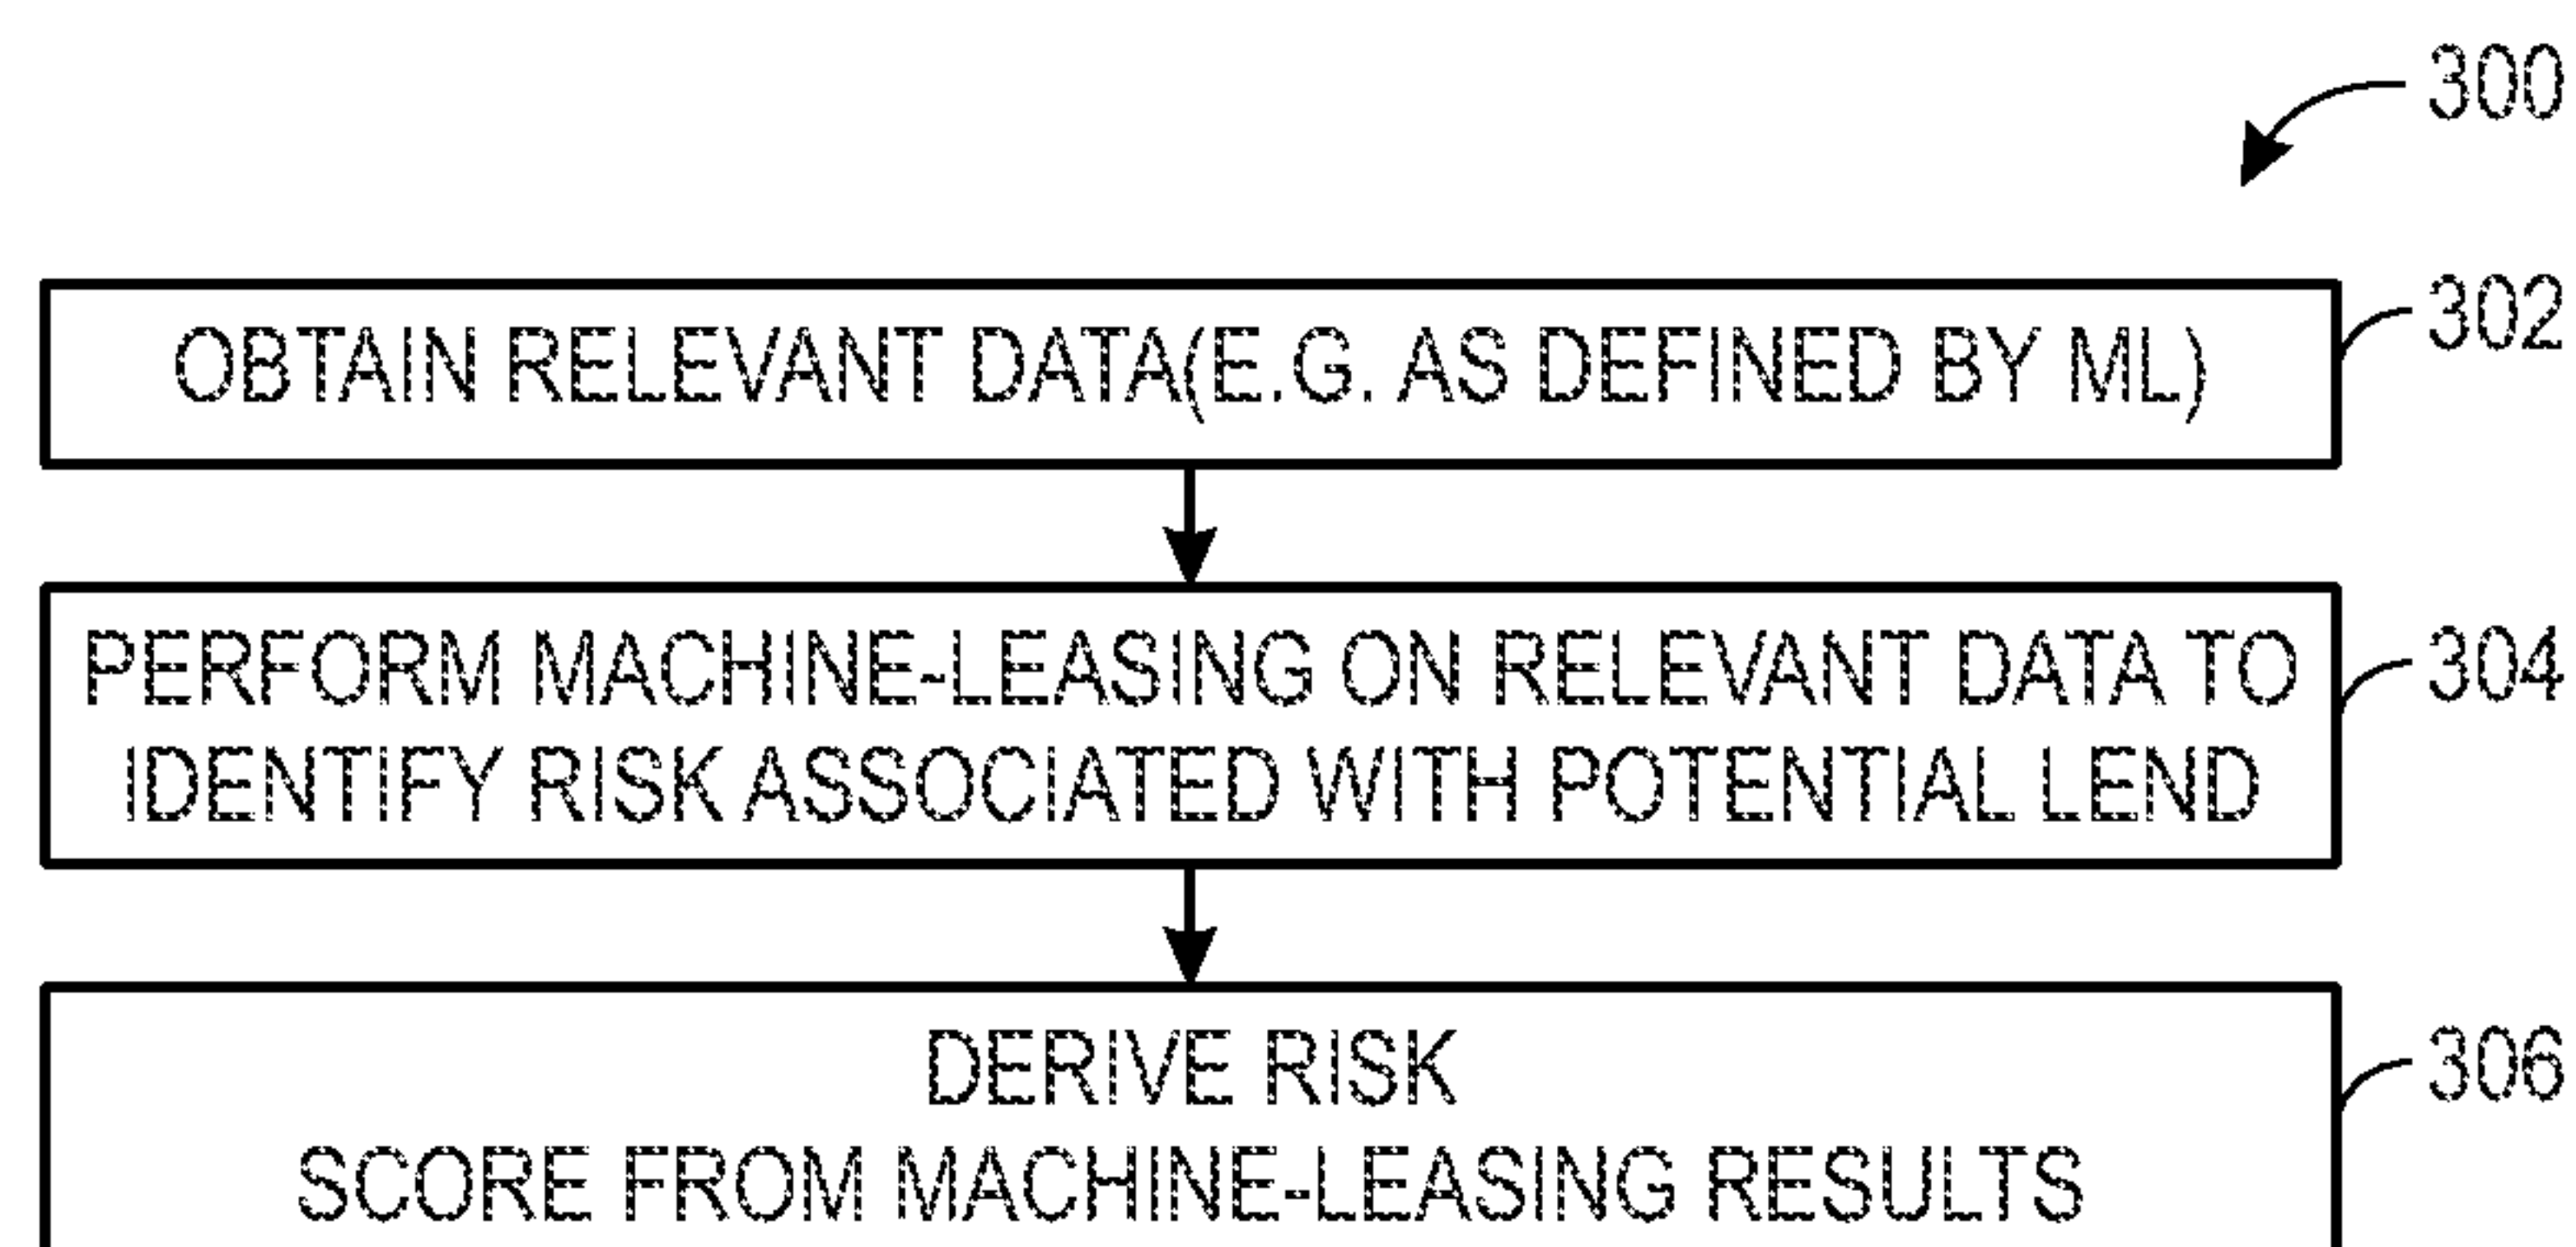 300
OBTAIN RELEVANT DATA(E.G. AS DEFINED BY ML)
302
PERFORM MACHINE-LEASING ON RELEVANT DATA TO
IDENTIFY RISK ASSOCIATED WITH POTENTIAL LEND
304
DERIVE RISK
SCORE FROM MACHINE-LEASING RESULTS
306